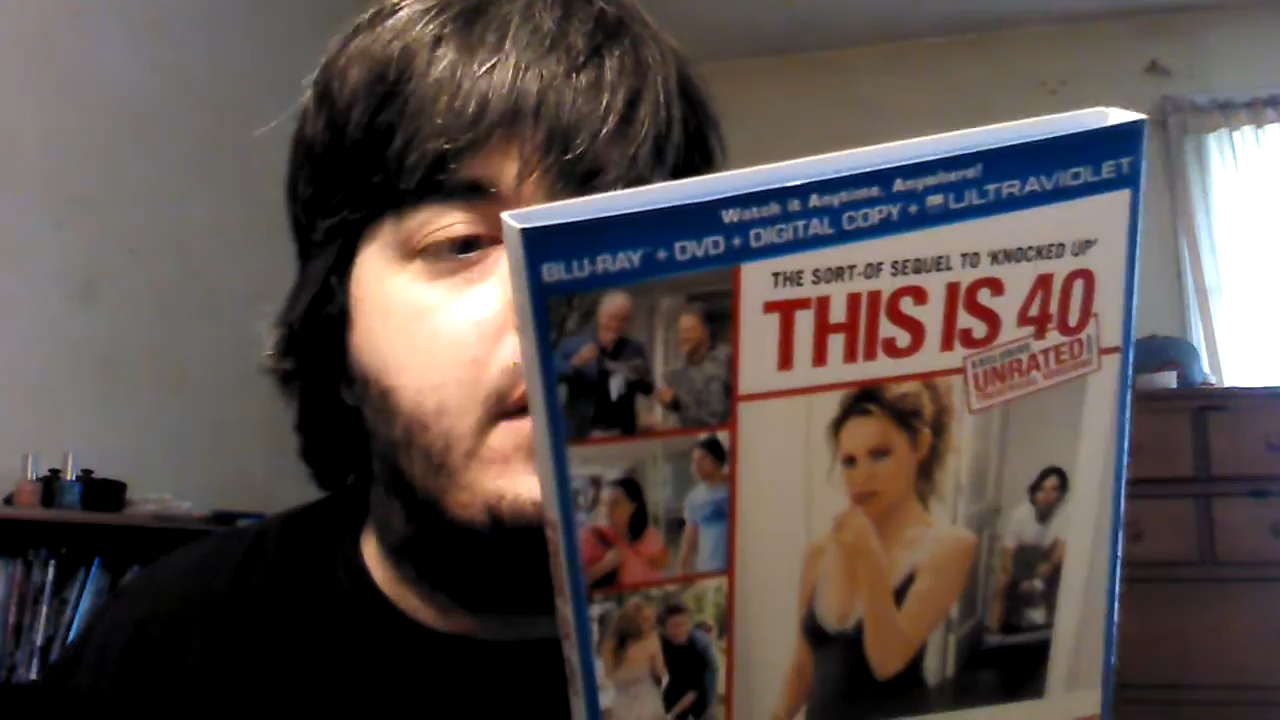 Watch it Anytime, Anywhere!
BLU-RAY™ + DVD + DIGITAL COPY + ULTRAVIOLET
THE SORT-OF SEQUEL TO 'KNOCKED UP'
THIS IS 40
UNRATED